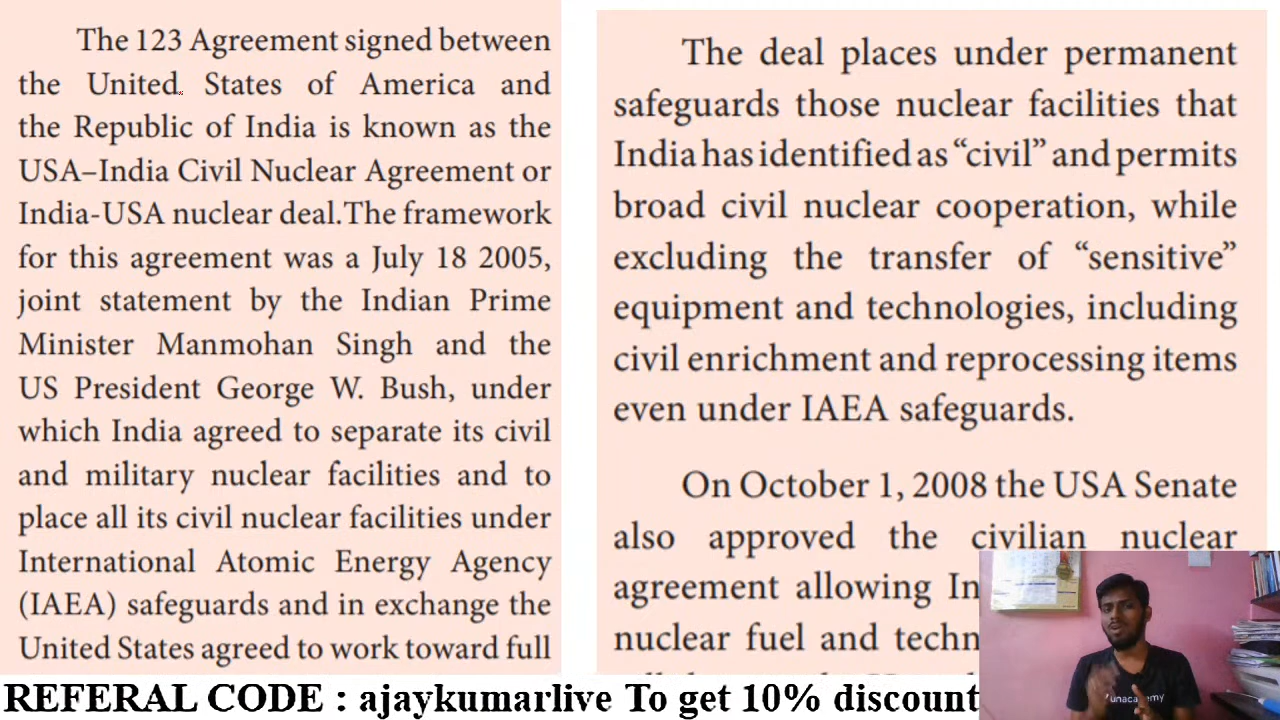 The 123 Agreement signed between
the United States of America and
the Republic of India is known as the
USA–India Civil Nuclear Agreement or
India-USA nuclear deal.The framework
for this agreement was a July 18 2005,
joint statement by the Indian Prime
Minister Manmohan Singh and the
US President George W. Bush, under
which India agreed to separate its civil
and military nuclear facilities and to
place all its civil nuclear facilities under
International Atomic Energy Agency
(IAEA) safeguards and in exchange the
United States agreed to work toward full
The deal places under permanent
safeguards those nuclear facilities that
India has identified as “civil” and permits
broad civil nuclear cooperation, while
excluding the transfer of “sensitive”
equipment and technologies, including
civil enrichment and reprocessing items
even under IAEA safeguards.
On October 1, 2008 the USA Senate
also approved the civilian nuclear
agreement allowing In
nuclear fuel and techn
unacademy
REFERAL CODE : ajaykumarlive To get 10% discount